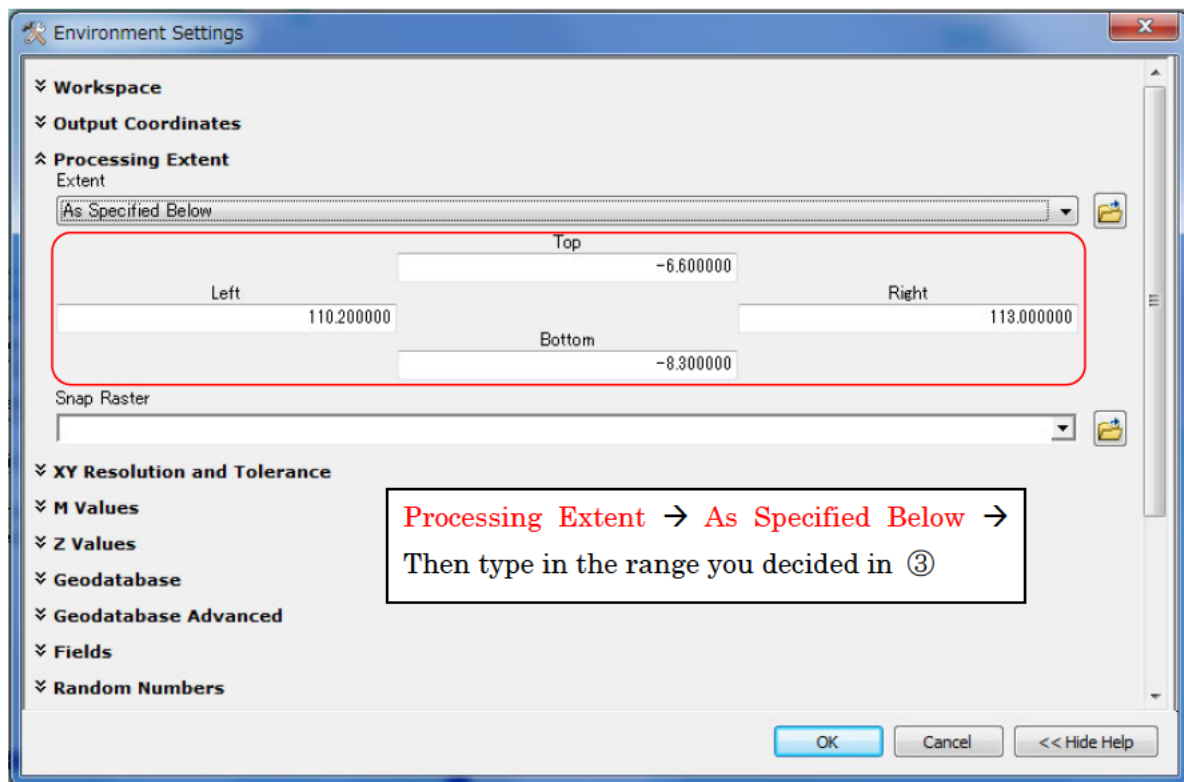 Environment Settings
Workspace
Output Coordinates
Processing Extent
Extent
As Specified Below
Top
-6.600000
Left
Right
110.200000
113.000000
Bottom
-8.300000
Snap Raster
XY Resolution and Tolerance
M Values
Processing Extent → As Specified Below →
Z Values
Then type in the range you decided in ③
Geodatabase
Geodatabase Advanced
Fields
Random Numbers
OK
Cancel
<< Hide Help